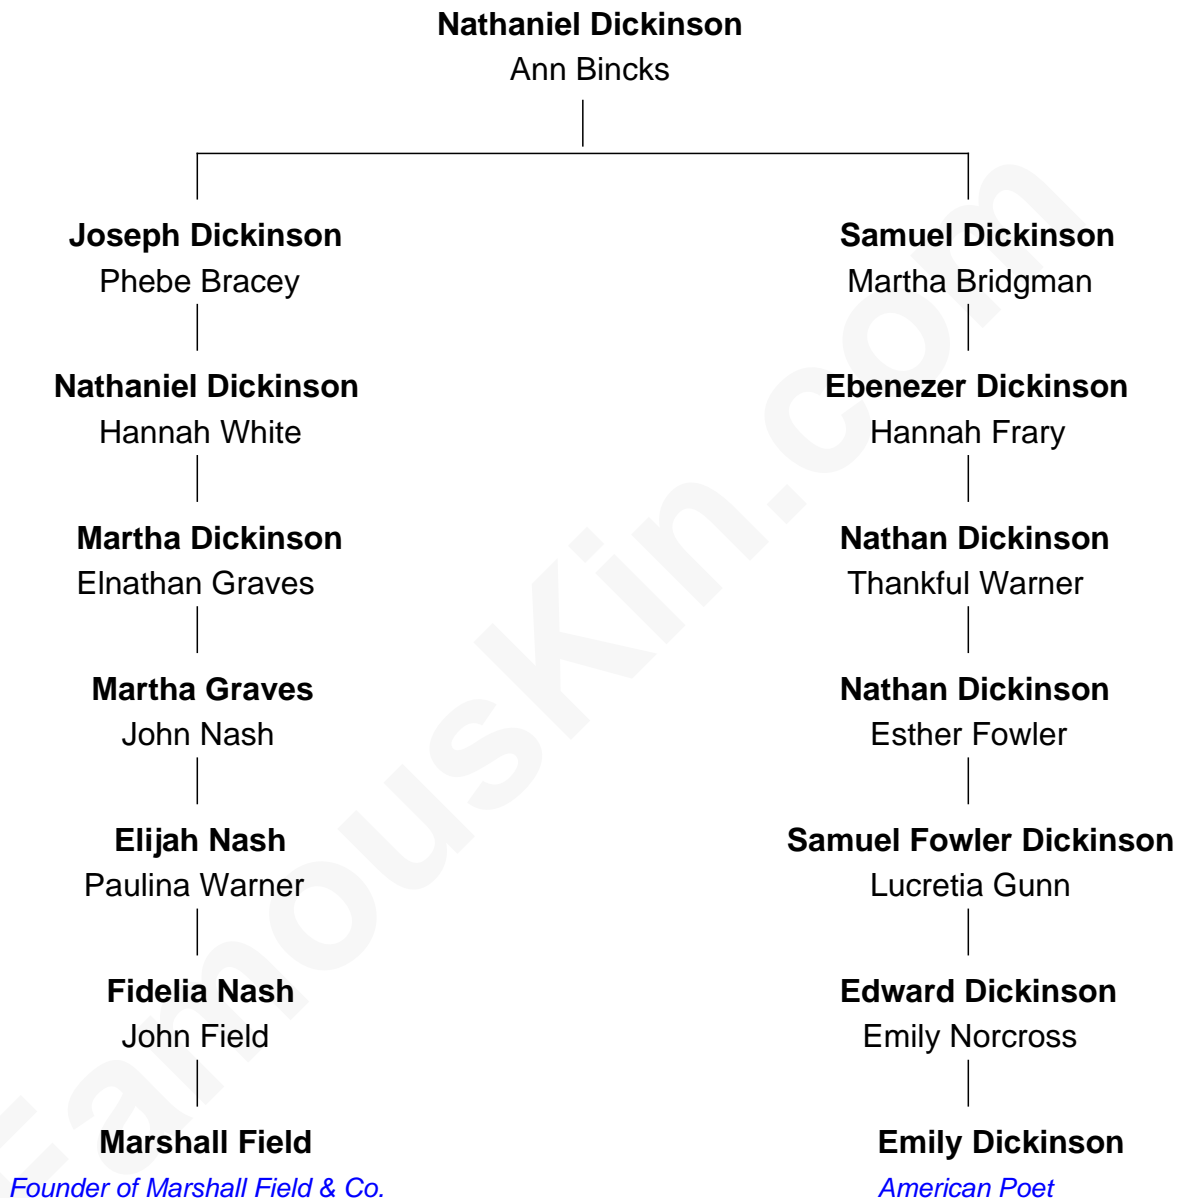 Nathaniel Dickinson
Ann Bincks
Joseph Dickinson
Phebe Bracey
Nathaniel Dickinson
Hannah White
Martha Dickinson
Elnathan Graves
Martha Graves
John Nash
Elijah Nash
Paulina Warner
Fidelia Nash
John Field
Marshall Field
Founder of Marshall Field & Co.
Samuel Dickinson
Martha Bridgman
Ebenezer Dickinson
Hannah Frary
Nathan Dickinson
Thankful Warner
Nathan Dickinson
Esther Fowler
Samuel Fowler Dickinson
Lucretia Gunn
Edward Dickinson
Emily Norcross
Emily Dickinson
American Poet
FamousKin.com